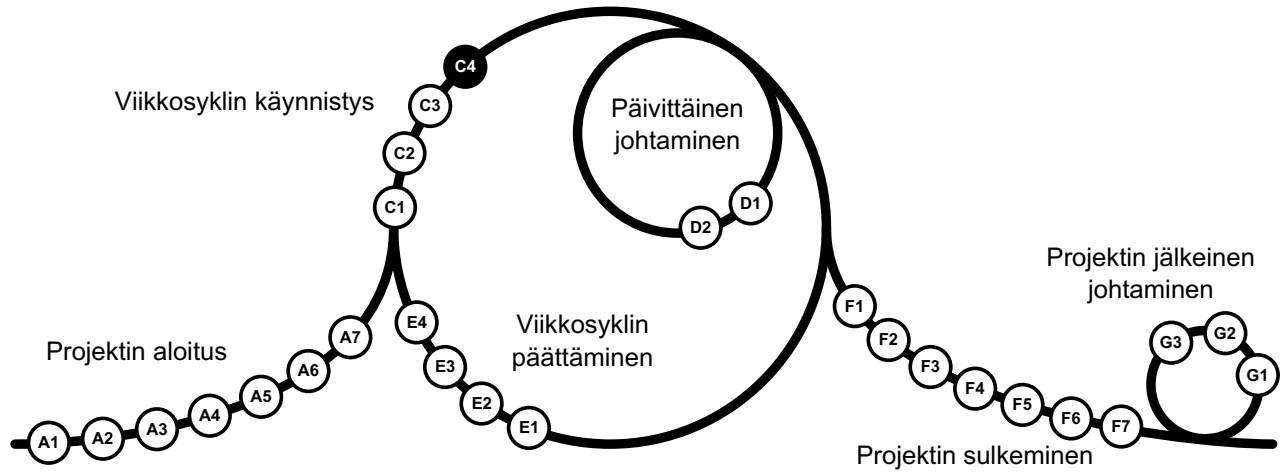 C4
Viikkosyklin käynnistys
C3
C2
C1
Päivittäinen
johtaminen
D1
D2
Projektin aloitus
A1
A2
A3
A4
A5
A6
A7
Viikkosyklin
päättäminen
E4
E3
E2
E1
F1
F2
F3
F4
F5
F6
F7
Projektin sulkeminen
Projektin jälkeinen
johtaminen
G3
G2
G1